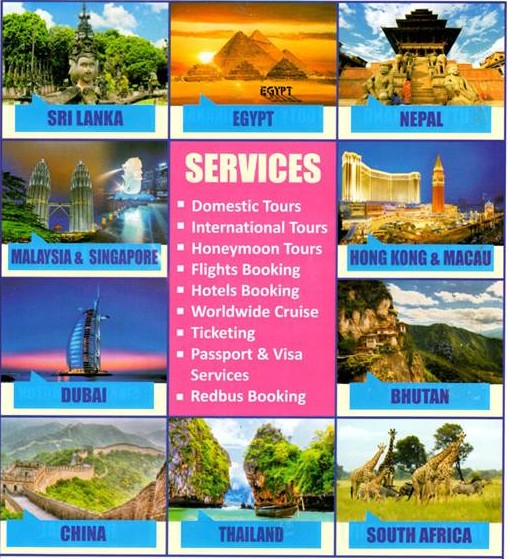 EGYPT
SRI LANKA
EGYPT
NEPAL
MALAYSIA & SINGAPORE
SERVICES
▪ Domestic Tours
▪ International Tours
▪ Honeymoon Tours
▪ Flights Booking
▪ Hotels Booking
▪ Worldwide Cruise
▪ Ticketing
▪ Passport & Visa
Services
▪ Redbus Booking
HONG KONG & MACAU
DUBAI
BHUTAN
CHINA
THAILAND
SOUTH AFRICA